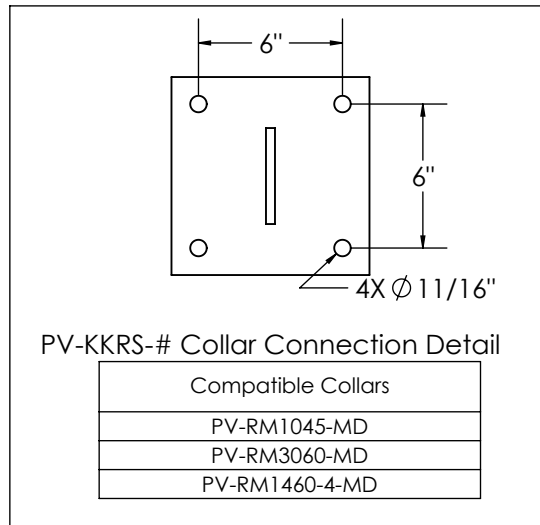 6"
6"
4X Ø 11/16"
PV-KKRS-# Collar Connection Detail
Compatible Collars
PV-RM1045-MD
PV-RM3060-MD
PV-RM1460-4-MD